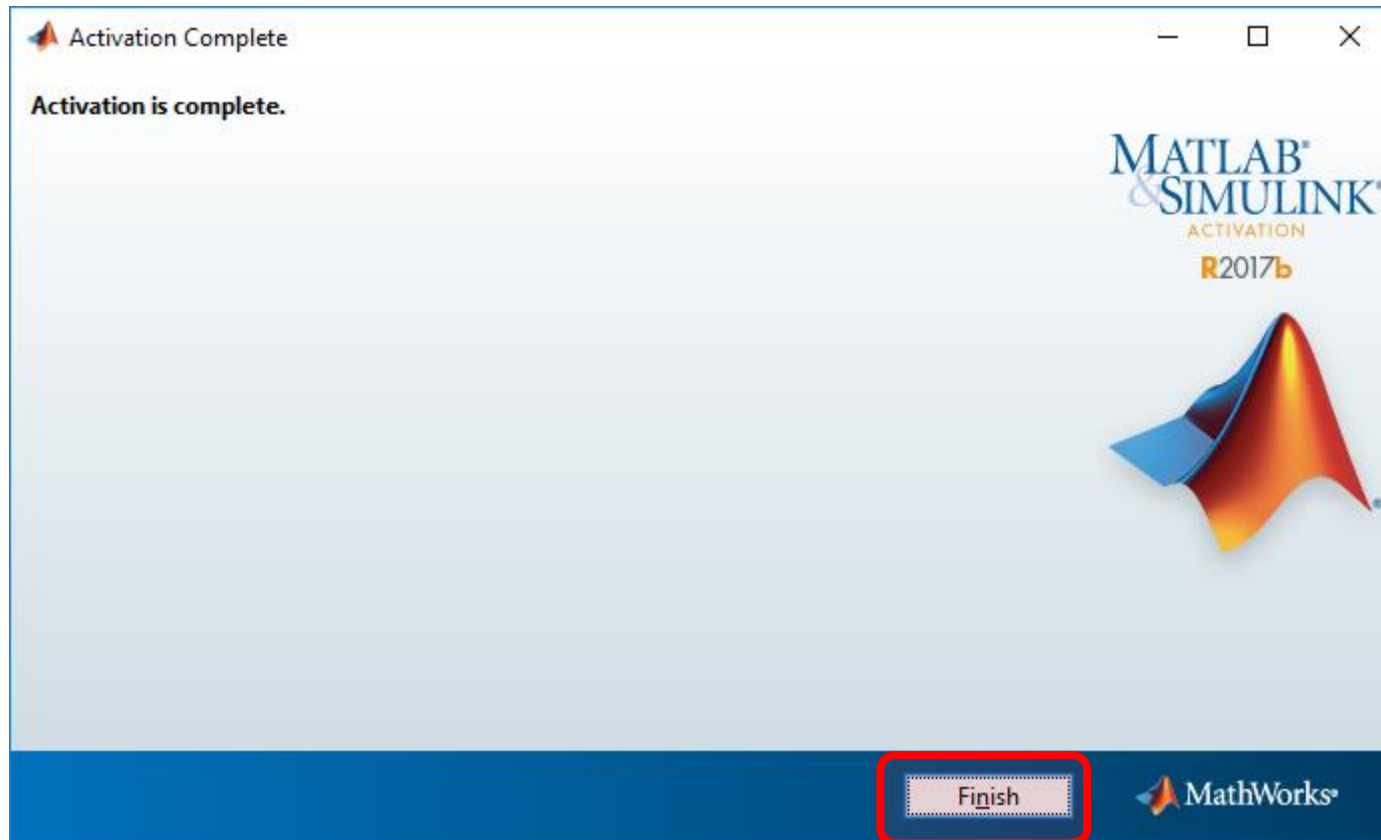 Activation Complete
Activation is complete.
MATLAB®
&SIMULINK®
ACTIVATION
R2017b
Finish
MathWorks®